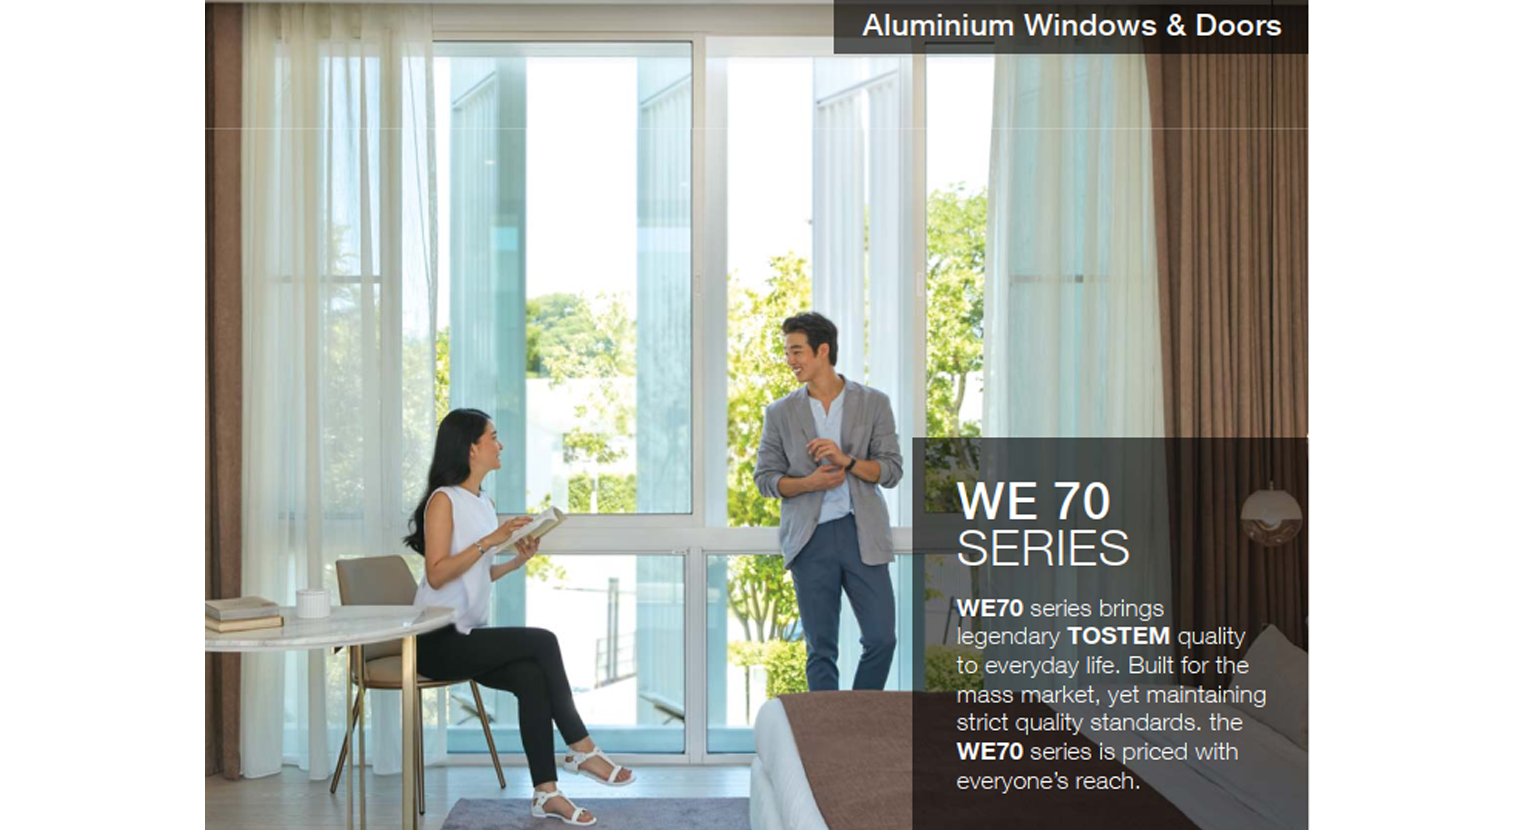 Aluminium Windows & Doors
WE 70
SERIES
WE70 series brings
legendary TOSTEM quality
to everyday life. Built for the
mass market, yet maintaining
strict quality standards. the
WE70 series is priced with
everyone's reach.